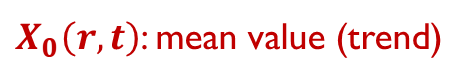 X₀(r, t): mean value (trend)